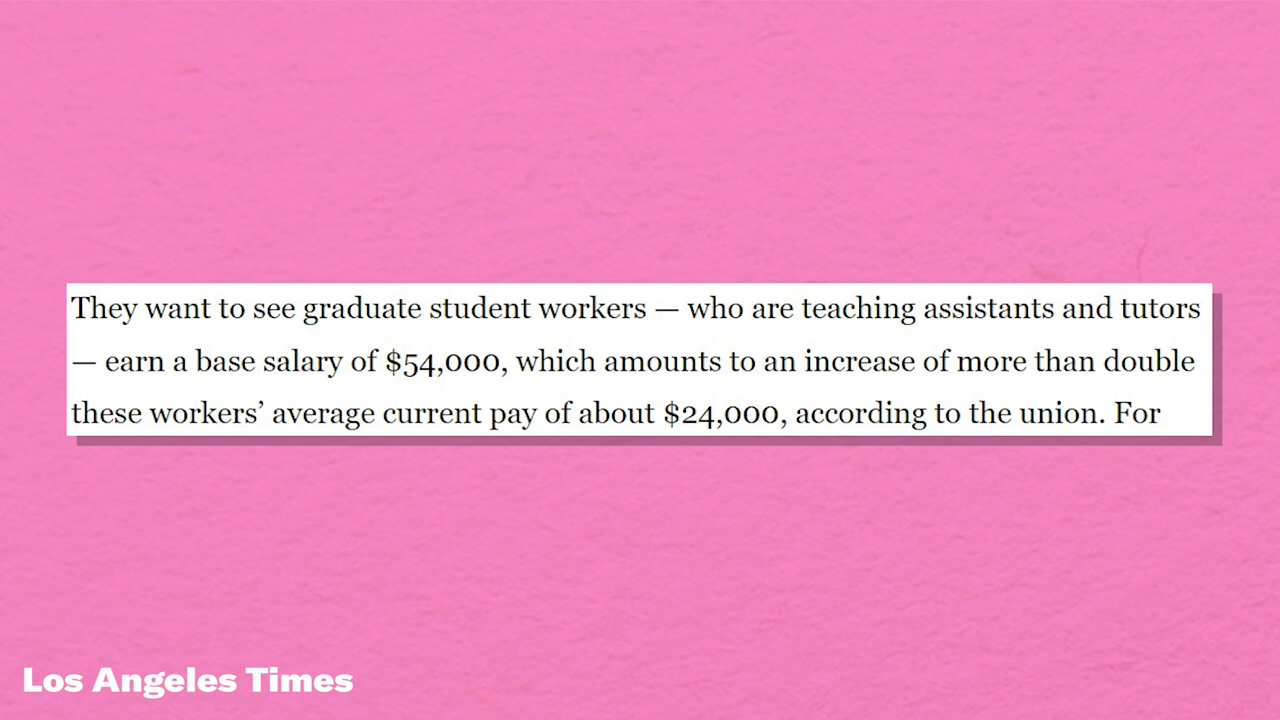 They want to see graduate student workers — who are teaching assistants and tutors
— earn a base salary of $54,000, which amounts to an increase of more than double
these workers’ average current pay of about $24,000, according to the union. For
Los Angeles Times